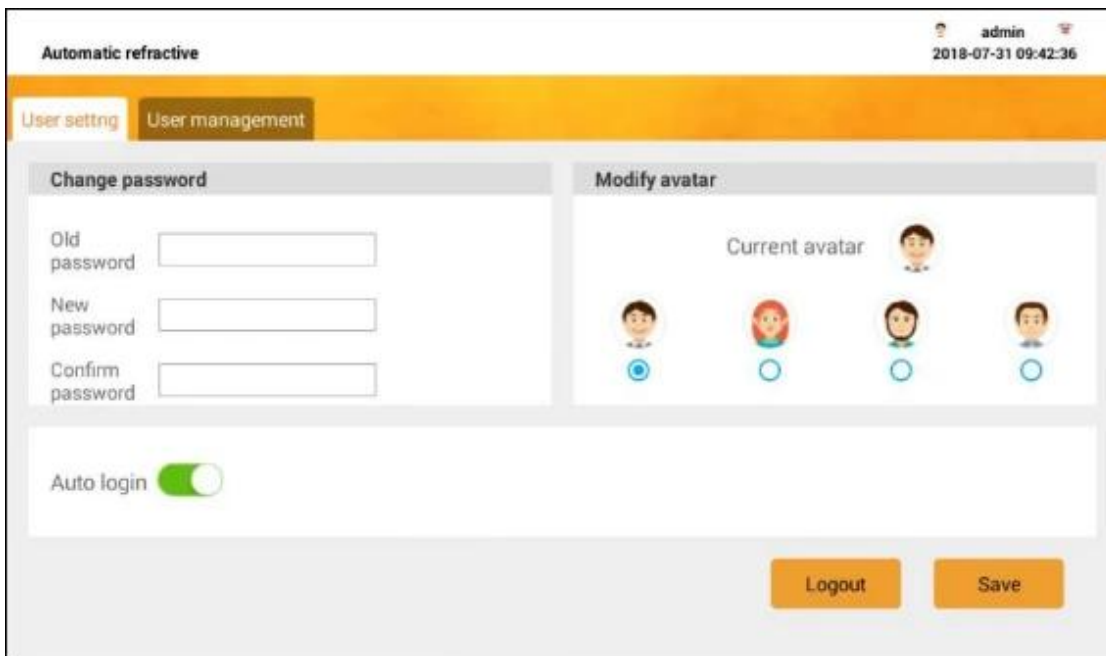 admin
Automatic refractive
2018-07-31 09:42:36
User settng
User management
Change password
Modify avatar
Old
password
Current avatar
New
password
Confirm
password
Auto login
Logout
Save